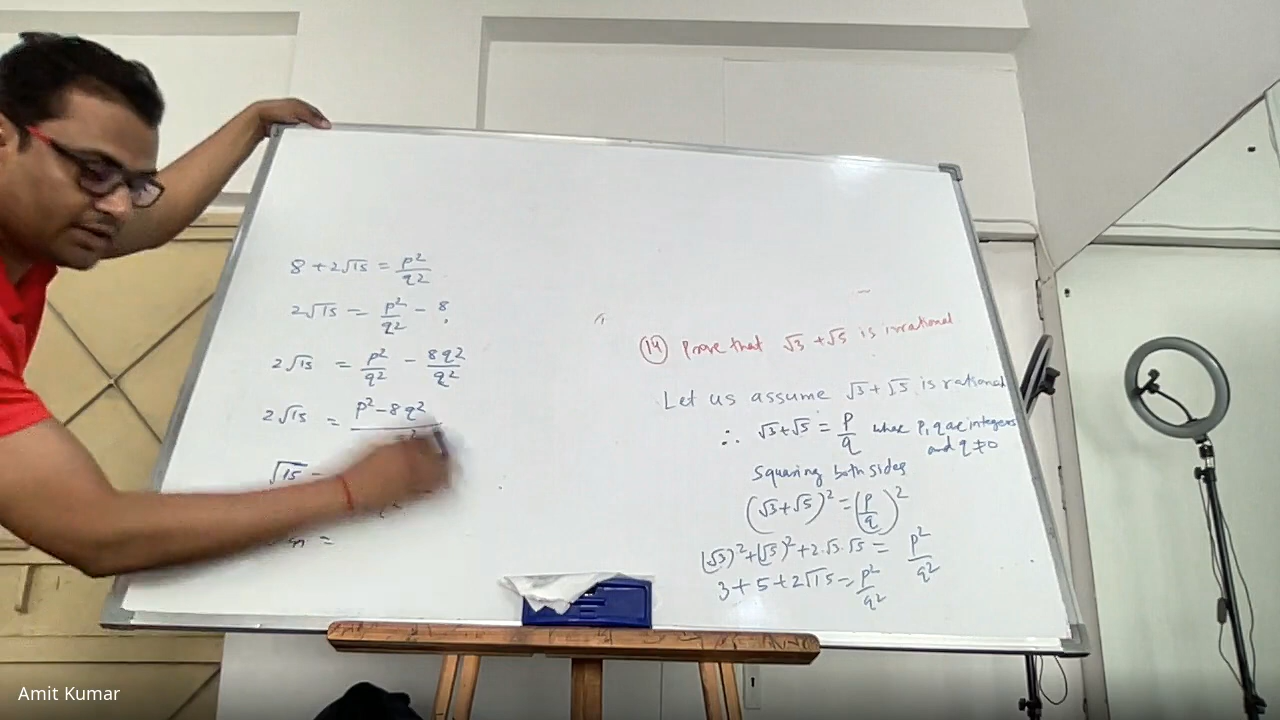 8 + 2√15 = p²/q²
2√15 = p²/q² - 8
2√15 = p²/q² - 8q²/q²
2√15 = p² - 8q²
√15 =
=
(14) Prove that √3 + √5 is irrational
Let us assume √3 + √5 is rational
∴ √3 + √5 = p/q where p, q are integers
and q ≠ 0
Squaring both sides
(√3 + √5)² = (p/q)²
(√3)² + (√5)² + 2.√3.√5 = p²/q²
3 + 5 + 2√15 = p²/q²
Amit Kumar